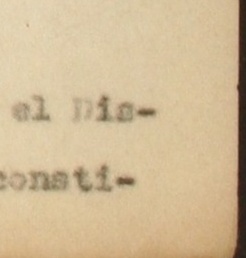 el Dis-
consti-